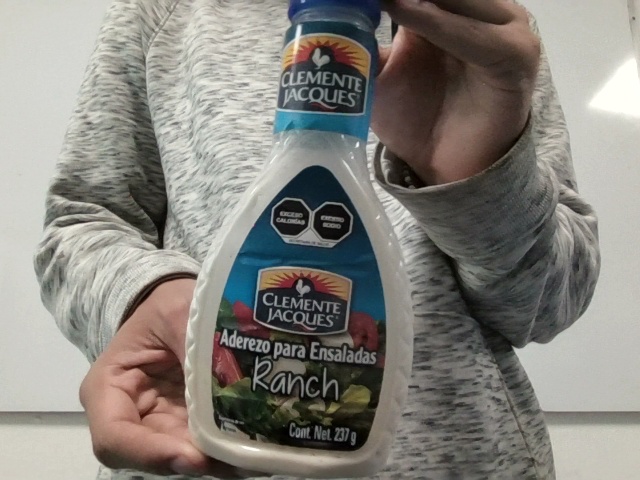 CLEMENTE
JACQUES®
EXCESO
CALORÍAS
EXCESO
SODIO
CLEMENTE
JACQUES®
Aderezo para Ensaladas
Ranch
Cont. Net. 237 g